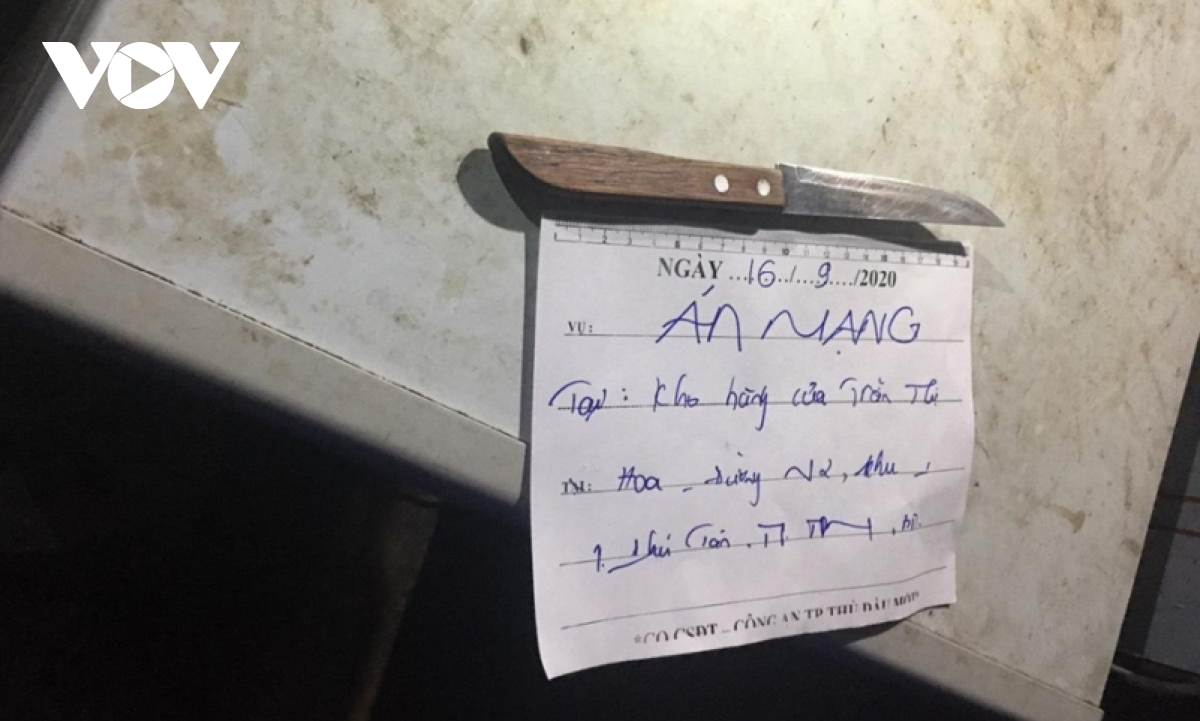 VOV
NGÀY ...16../...9..../2020
VỤ: ÁN MẠNG
Tại: Kho hàng của Trần Thị
Hoa - đường N2, khu
*CQ CSĐT - CÔNG AN TP THỦ DẦU MỘT*